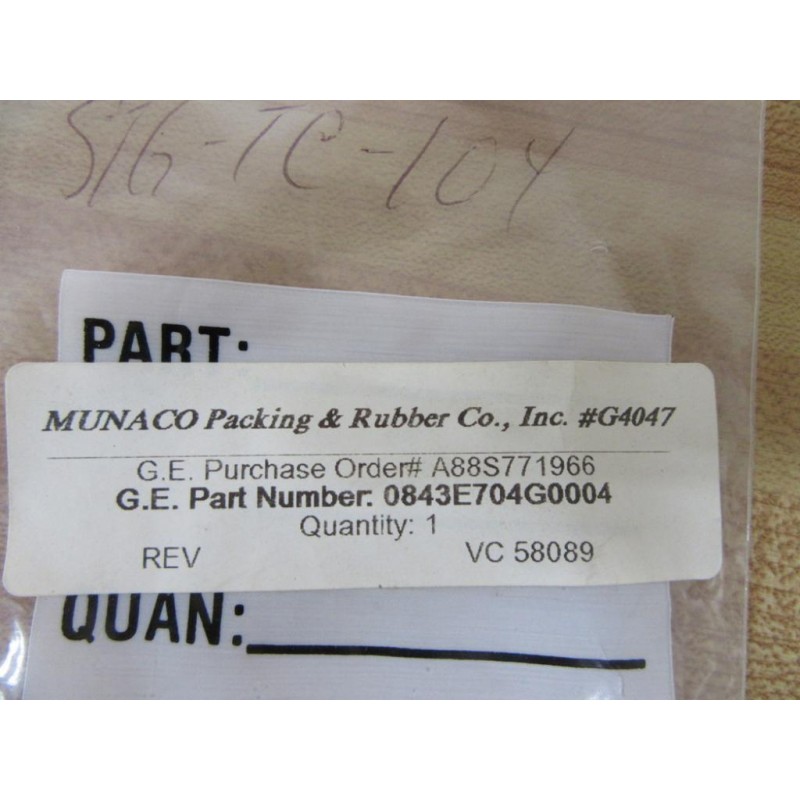 STG-TC-104
PART:
MUNACO Packing & Rubber Co., Inc. #G4047
G.E. Purchase Order# A88S771966
G.E. Part Number: 0843E704G0004
Quantity: 1
REV VC 58089
QUAN: